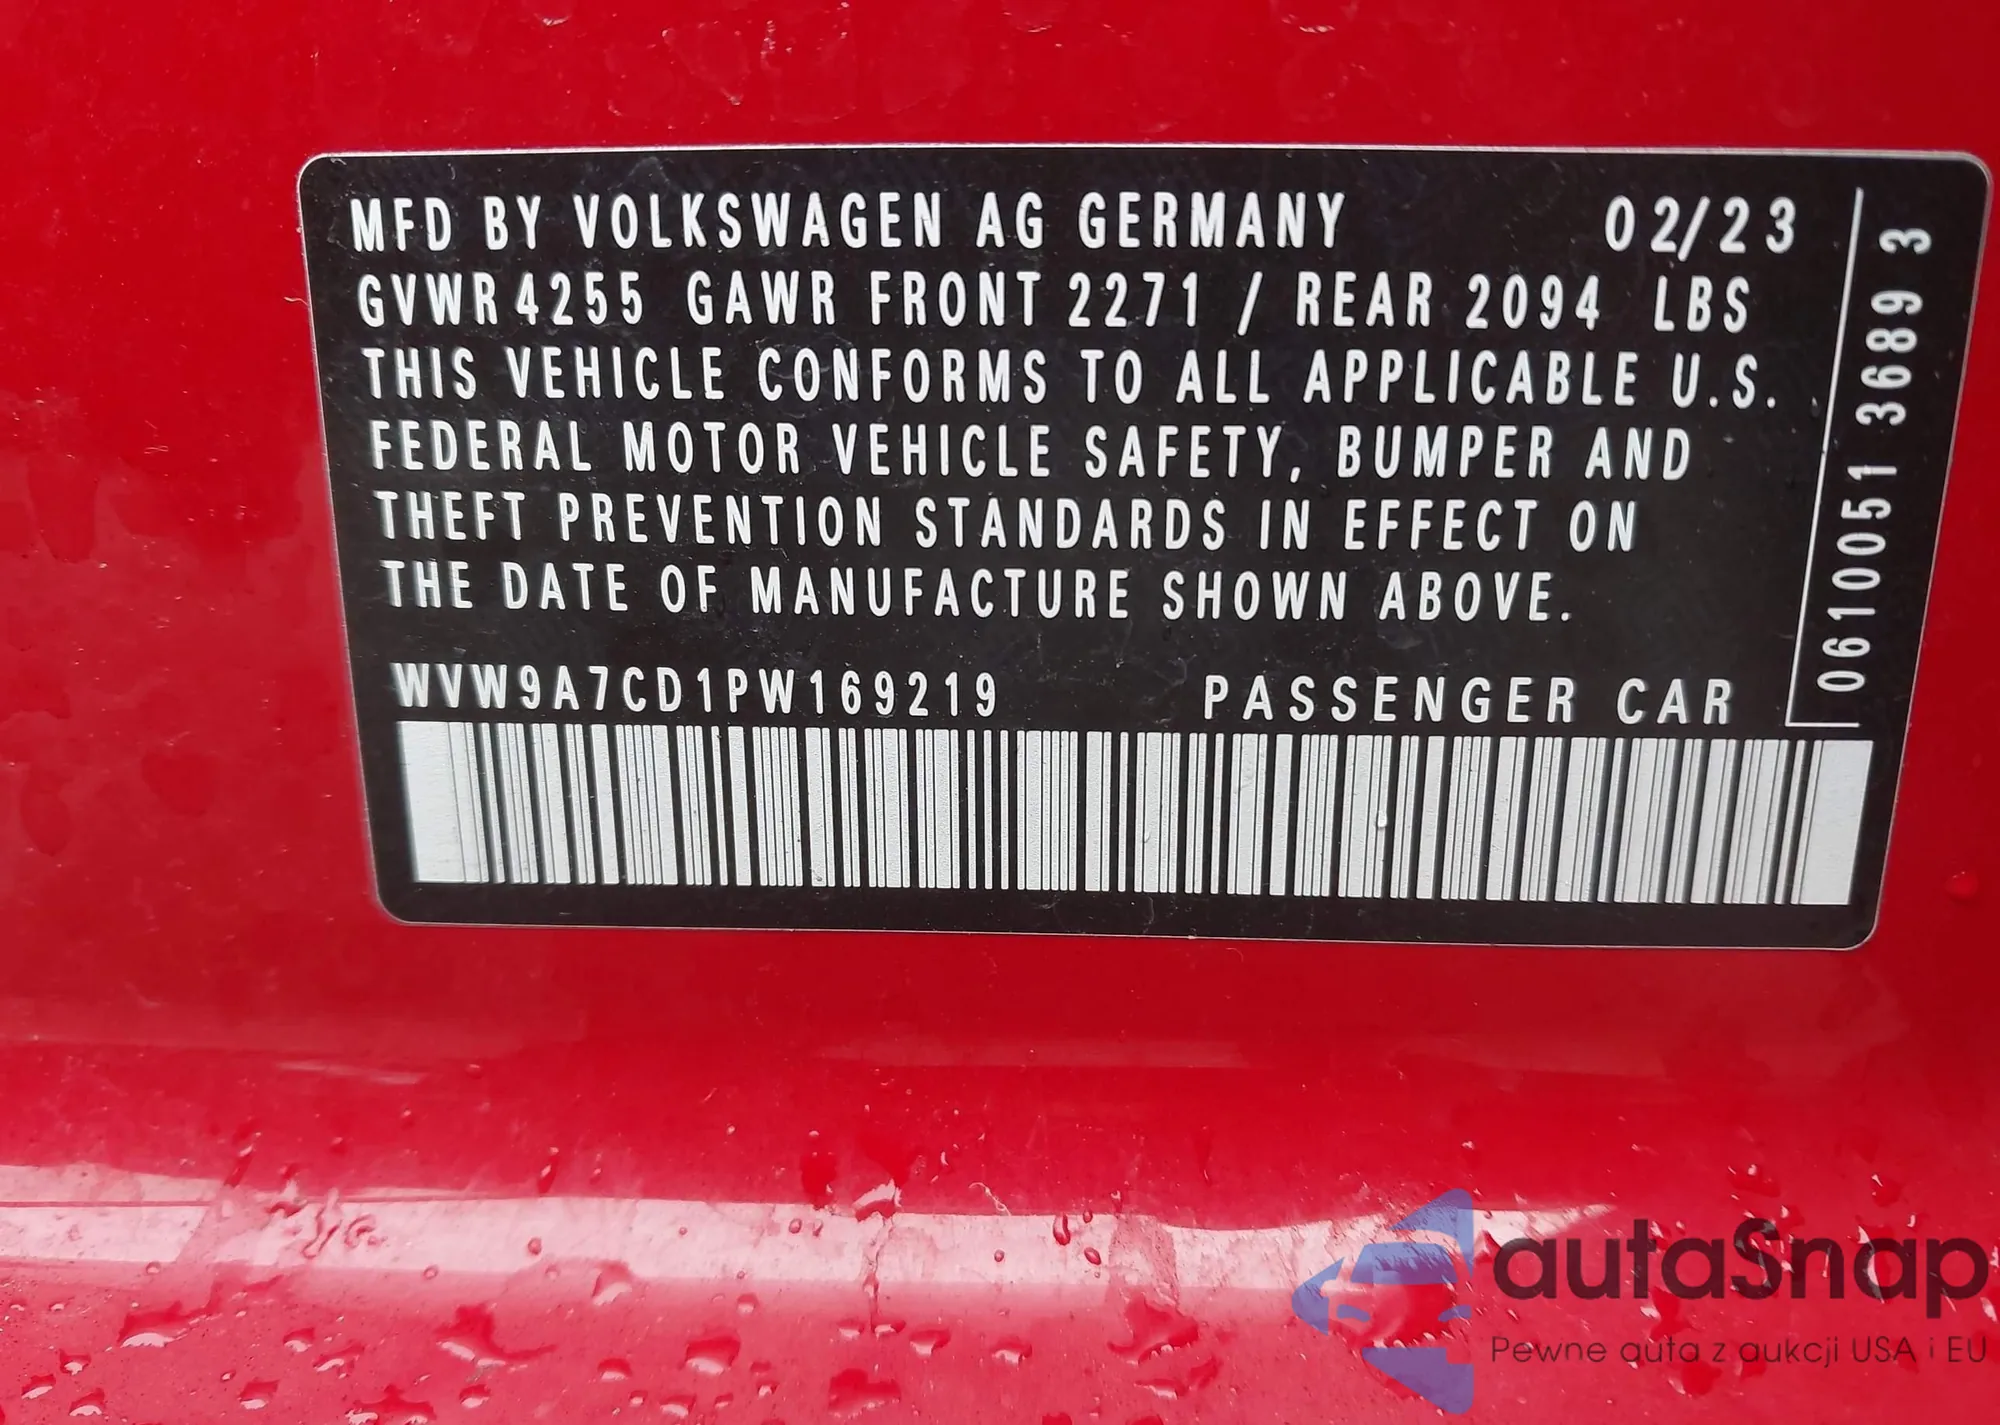 MFD BY VOLKSWAGEN AG GERMANY 02/23
GVWR 4255 GAWR FRONT 2271 / REAR 2094 LBS
THIS VEHICLE CONFORMS TO ALL APPLICABLE U.S.
FEDERAL MOTOR VEHICLE SAFETY, BUMPER AND
THEFT PREVENTION STANDARDS IN EFFECT ON
THE DATE OF MANUFACTURE SHOWN ABOVE.
WVW9A7CD1PW169219 PASSENGER CAR
0610051 3689 3
autaSnap
Pewne auta z aukcji USA i EU